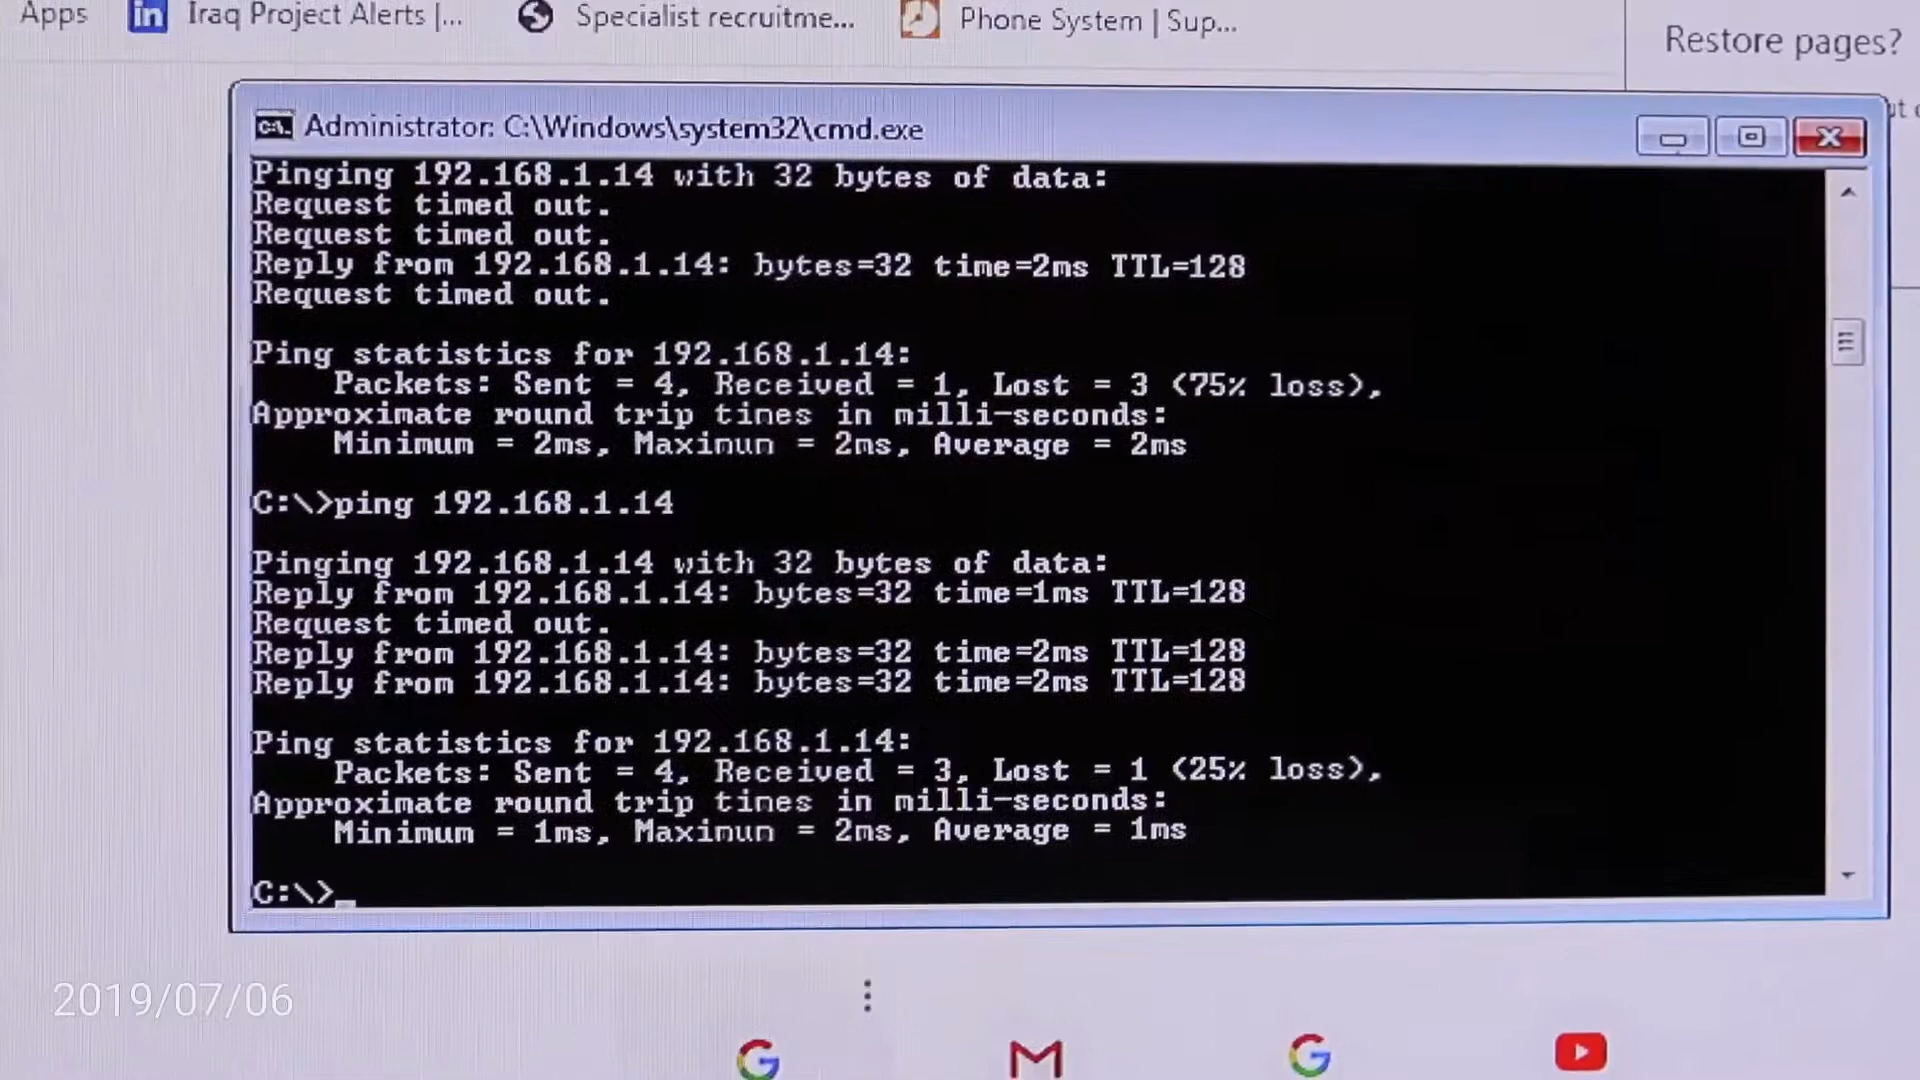 Apps
in Iraq Project Alerts |...
Specialist recruitme...
Phone System | Sup...
Restore pages?
C:\. Administrator: C:\Windows\system32\cmd.exe
Pinging 192.168.1.14 with 32 bytes of data:
Request timed out.
Request timed out.
Reply from 192.168.1.14: bytes=32 time=2ms TTL=128
Request timed out.
Ping statistics for 192.168.1.14:
Packets: Sent = 4, Received = 1, Lost = 3 (75% loss),
Approximate round trip times in milli-seconds:
Minimum = 2ms, Maximum = 2ms, Average = 2ms
C:\>ping 192.168.1.14
Pinging 192.168.1.14 with 32 bytes of data:
Reply from 192.168.1.14: bytes=32 time=1ms TTL=128
Request timed out.
Reply from 192.168.1.14: bytes=32 time=2ms TTL=128
Reply from 192.168.1.14: bytes=32 time=2ms TTL=128
Ping statistics for 192.168.1.14:
Packets: Sent = 4, Received = 3, Lost = 1 (25% loss),
Approximate round trip times in milli-seconds:
Minimum = 1ms, Maximum = 2ms, Average = 1ms
C:\>_
2019/07/06